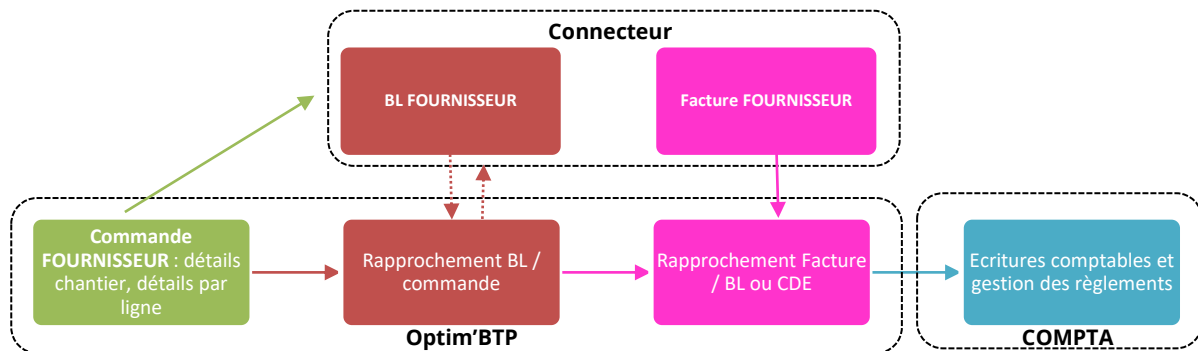 Connecteur
BL FOURNISSEUR
Facture FOURNISSEUR
Commande
FOURNISSEUR : détails
chantier, détails par
ligne
Rapprochement BL /
commande
Rapprochement Facture
/ BL ou CDE
Ecritures comptables et
gestion des règlements
Optim’BTP
COMPTA